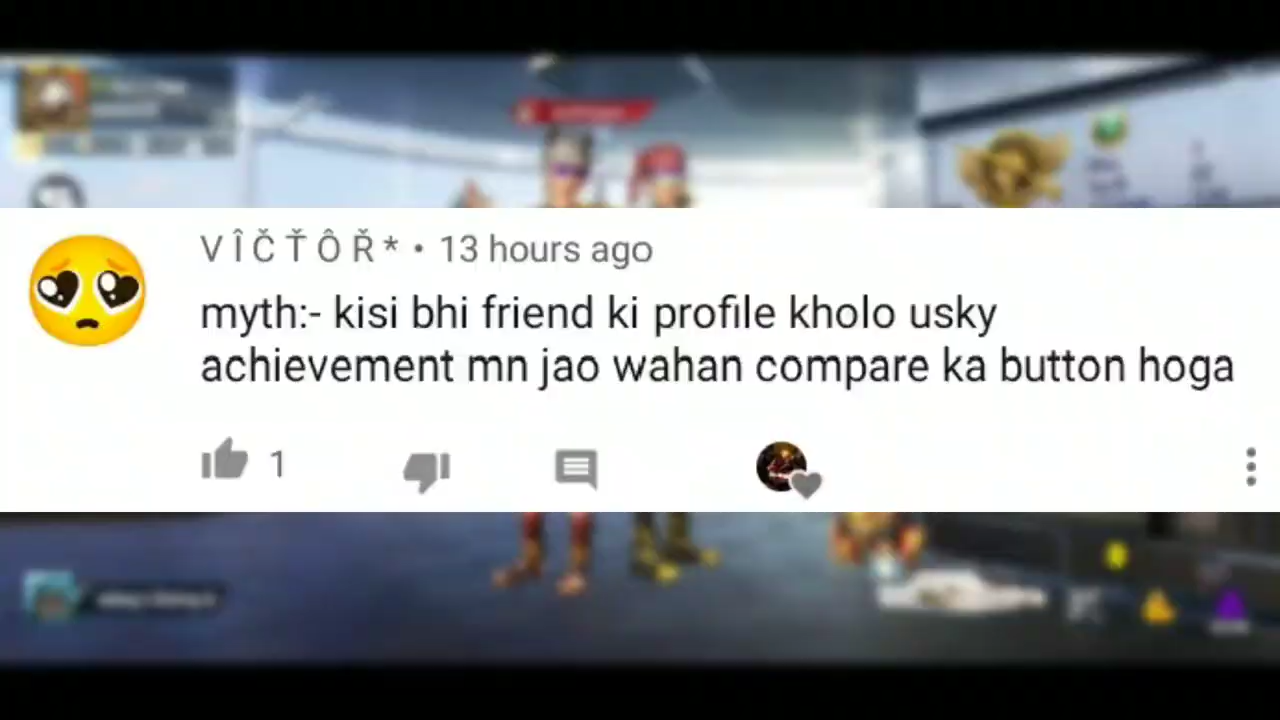 V Î Č Ť Ô Ř * • 13 hours ago
myth:- kisi bhi friend ki profile kholo usky
achievement mn jao wahan compare ka button hoga
1